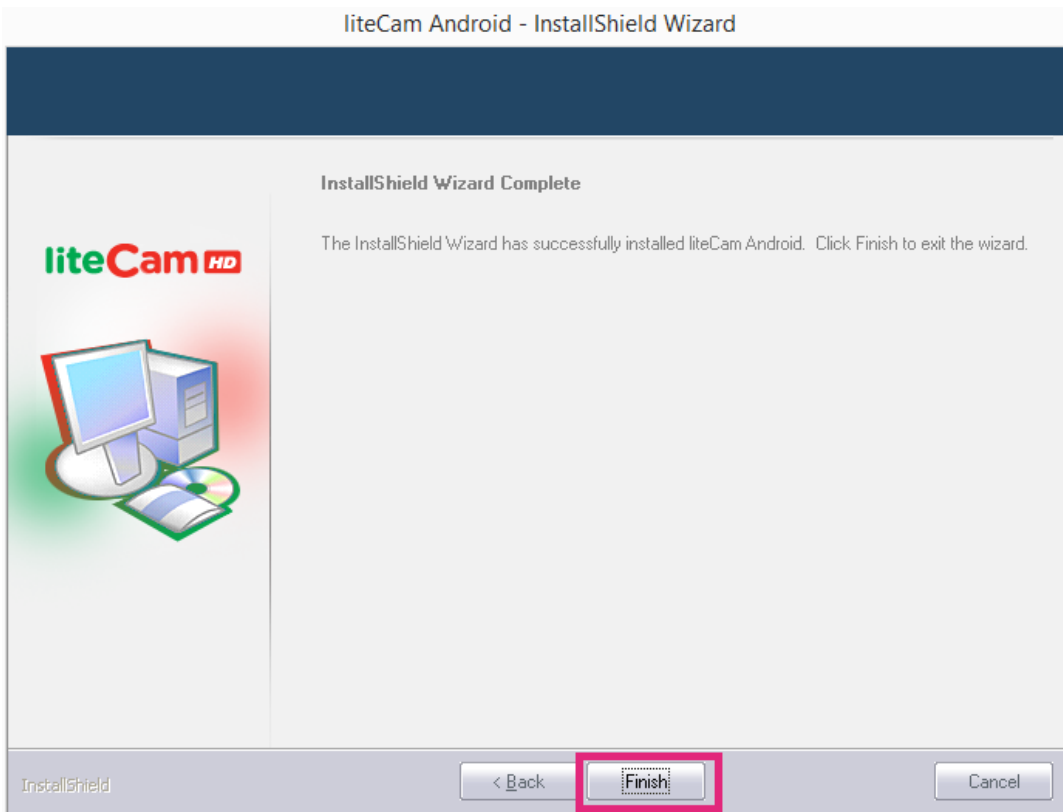 liteCam Android - InstallShield Wizard
InstallShield Wizard Complete
The InstallShield Wizard has successfully installed liteCam Android. Click Finish to exit the wizard.
liteCam HD
InstallShield
< Back
Finish
Cancel